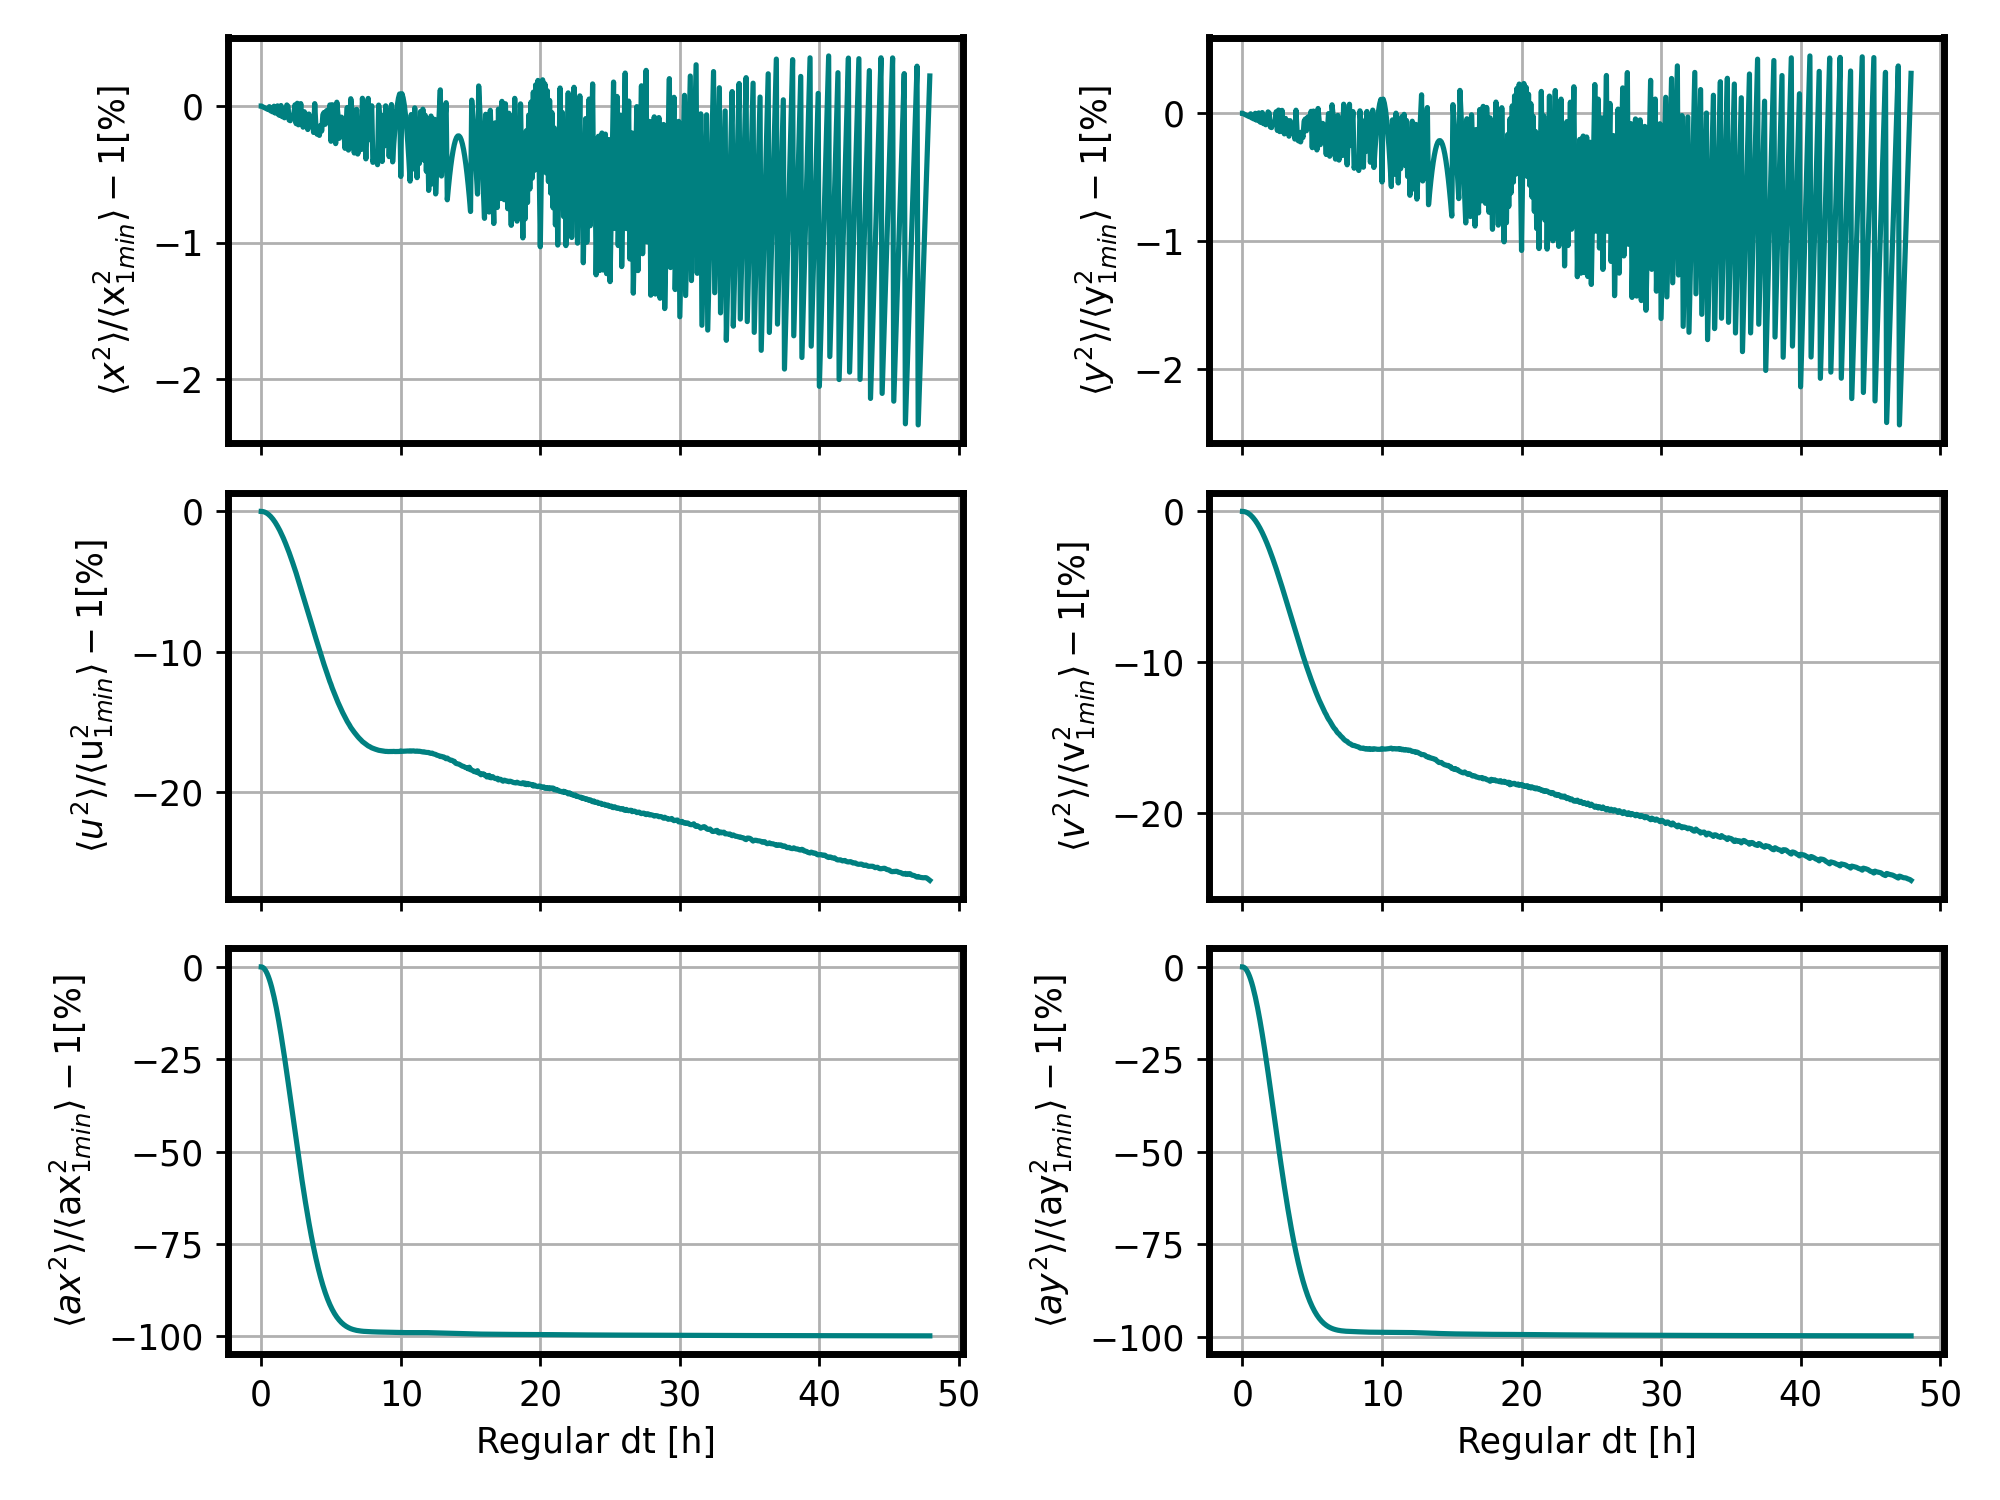 ⟨x²⟩/⟨x²₁ₘᵢₙ⟩ − 1[%]
0
−1
−2
⟨y²⟩/⟨y²₁ₘᵢₙ⟩ − 1[%]
0
−1
−2
⟨u²⟩/⟨u²₁ₘᵢₙ⟩ − 1[%]
0
−10
−20
⟨v²⟩/⟨v²₁ₘᵢₙ⟩ − 1[%]
0
−10
−20
⟨ax²⟩/⟨ax²₁ₘᵢₙ⟩ − 1[%]
0
−25
−50
−75
−100
0 10 20 30 40 50
Regular dt [h]
⟨ay²⟩/⟨ay²₁ₘᵢₙ⟩ − 1[%]
0
−25
−50
−75
−100
0 10 20 30 40 50
Regular dt [h]